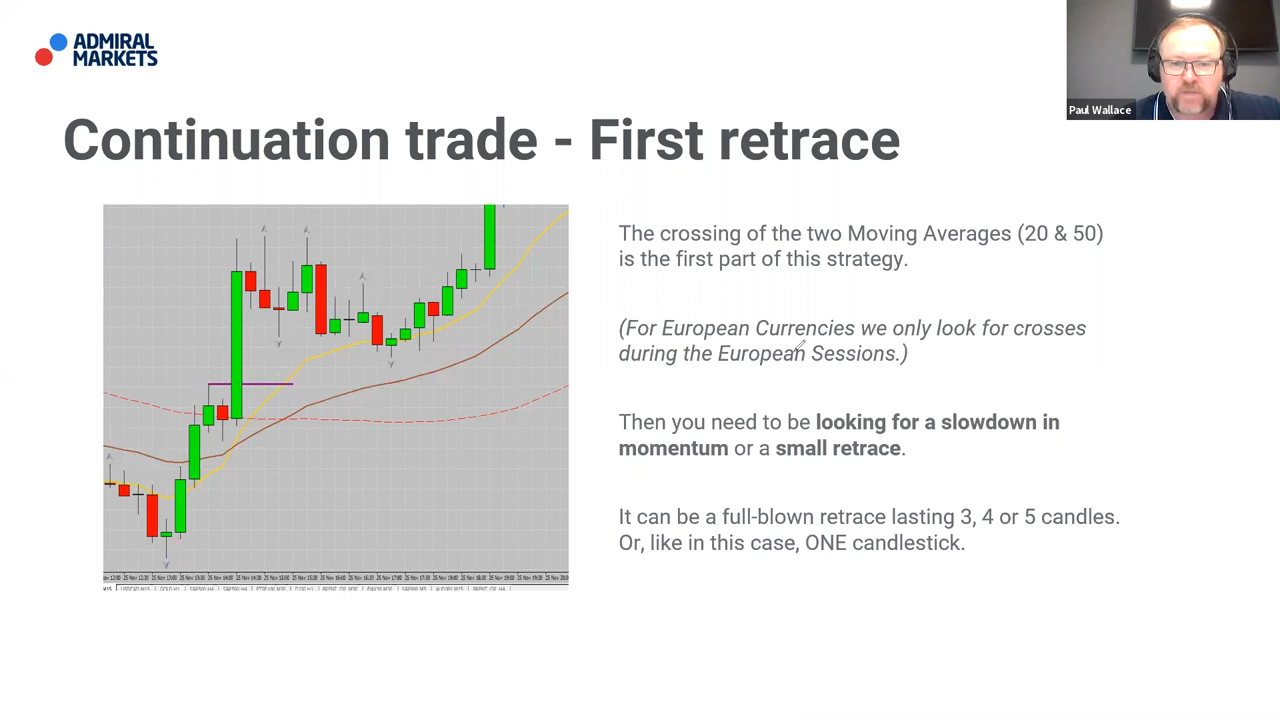 ADMIRAL
MARKETS
Paul Wallace
Continuation trade - First retrace
The crossing of the two Moving Averages (20 & 50)
is the first part of this strategy.
(For European Currencies we only look for crosses
during the European Sessions.)
Then you need to be looking for a slowdown in
momentum or a small retrace.
It can be a full-blown retrace lasting 3, 4 or 5 candles.
Or, like in this case, ONE candlestick.